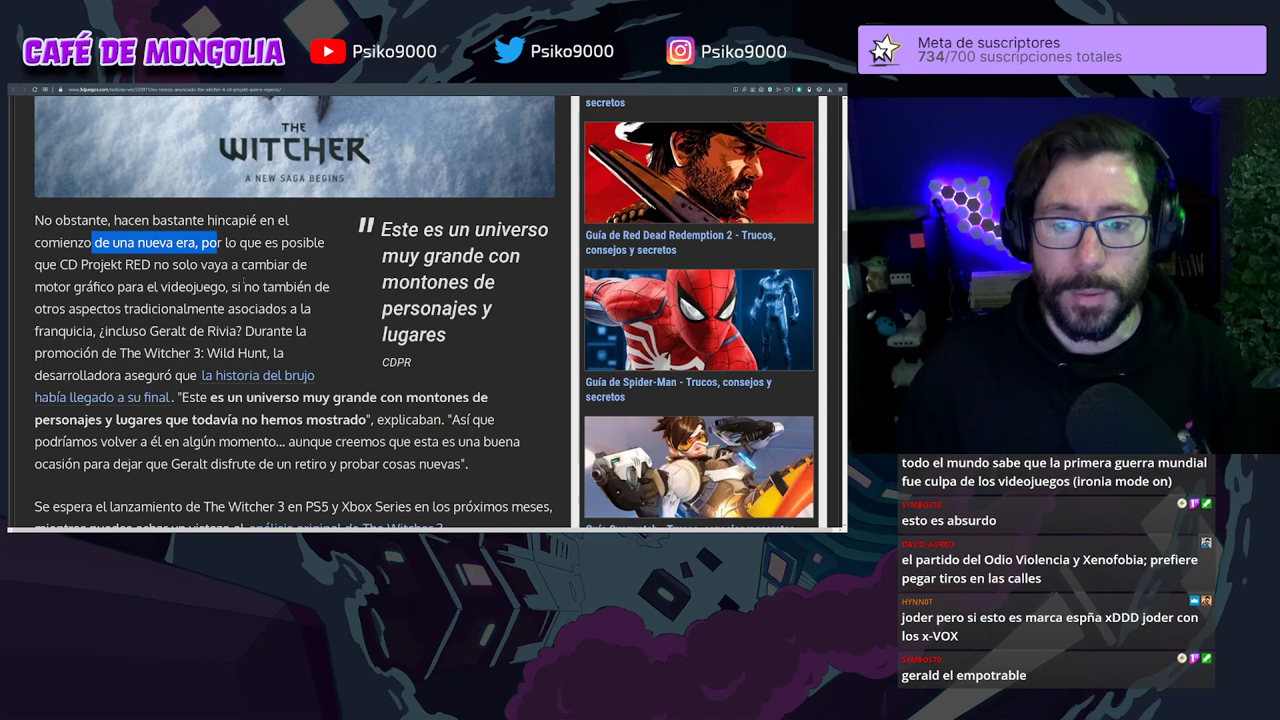 CAFÉ DE MONGOLIA
Psiko9000
Psiko9000
Psiko9000
Meta de suscriptores
734/700 suscripciones totales
THE
WITCHER
A NEW SAGA BEGINS
No obstante, hacen bastante hincapié en el
comienzo de una nueva era, por lo que es posible
que CD Projekt RED no solo vaya a cambiar de
motor gráfico para el videojuego, si no también de
otros aspectos tradicionalmente asociados a la
franquicia, ¿incluso Geralt de Rivia? Durante la
promoción de The Witcher 3: Wild Hunt, la
desarrolladora aseguró que la historia del brujo
había llegado a su final. "Este es un universo muy grande con montones de
personajes y lugares que todavía no hemos mostrado", explicaban. "Así que
podríamos volver a él en algún momento... aunque creemos que esta es una buena
ocasión para dejar que Geralt disfrute de un retiro y probar cosas nuevas".
Se espera el lanzamiento de The Witcher 3 en PS5 y Xbox Series en los próximos meses,
" Este es un universo
muy grande con
montones de
personajes y
lugares
CDPR
secretos
Guía de Red Dead Redemption 2 - Trucos,
consejos y secretos
Guía de Spider-Man - Trucos, consejos y
secretos
todo el mundo sabe que la primera guerra mundial
fue culpa de los videojuegos (ironia mode on)
SYMBOS70
esto es absurdo
DAVID_AUREO
el partido del Odio Violencia y Xenofobia; prefiere
pegar tiros en las calles
HYNN0T
joder pero si esto es marca espña xDDD joder con
los x-VOX
SYMBOS70
gerald el empotrable